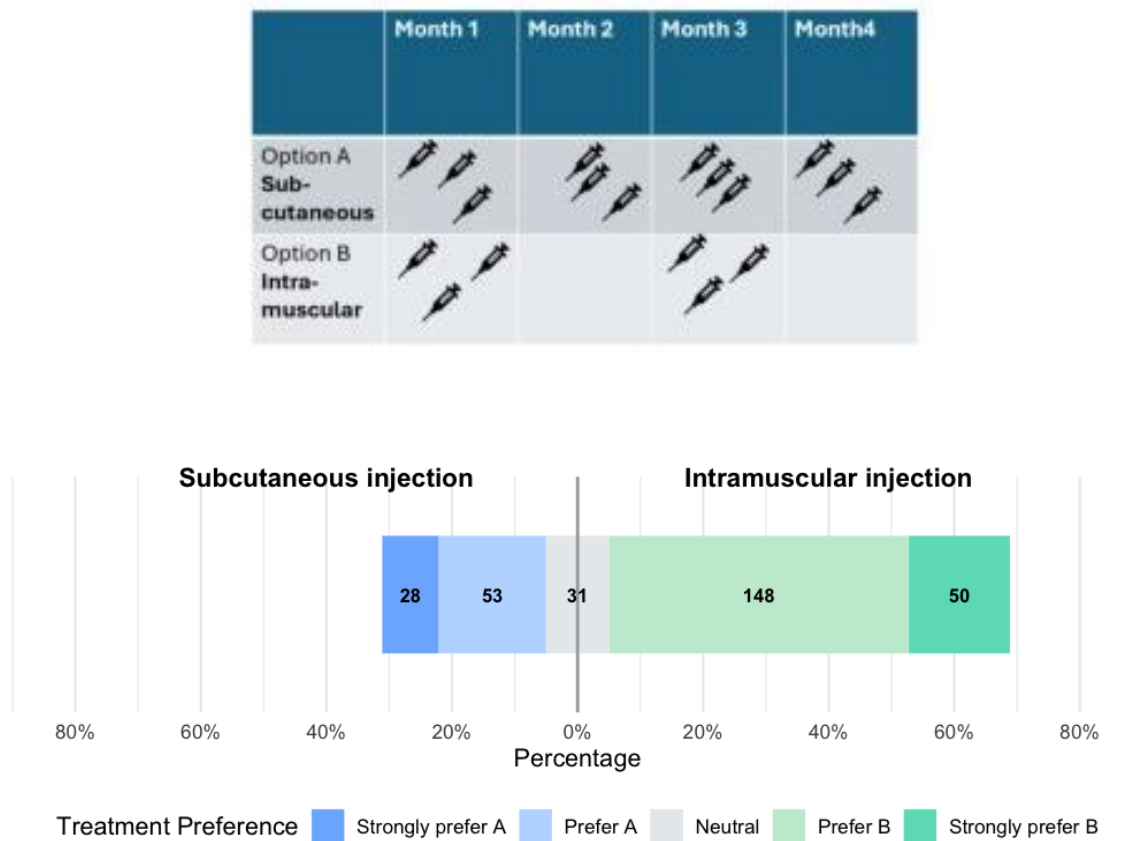 Month 1 Month 2 Month 3 Month4
Option A
Sub-
cutaneous
Option B
Intra-
muscular
Subcutaneous injection Intramuscular injection
28 53 31 148 50
80% 60% 40% 20% 0% 20% 40% 60% 80%
Percentage
Treatment Preference Strongly prefer A Prefer A Neutral Prefer B Strongly prefer B